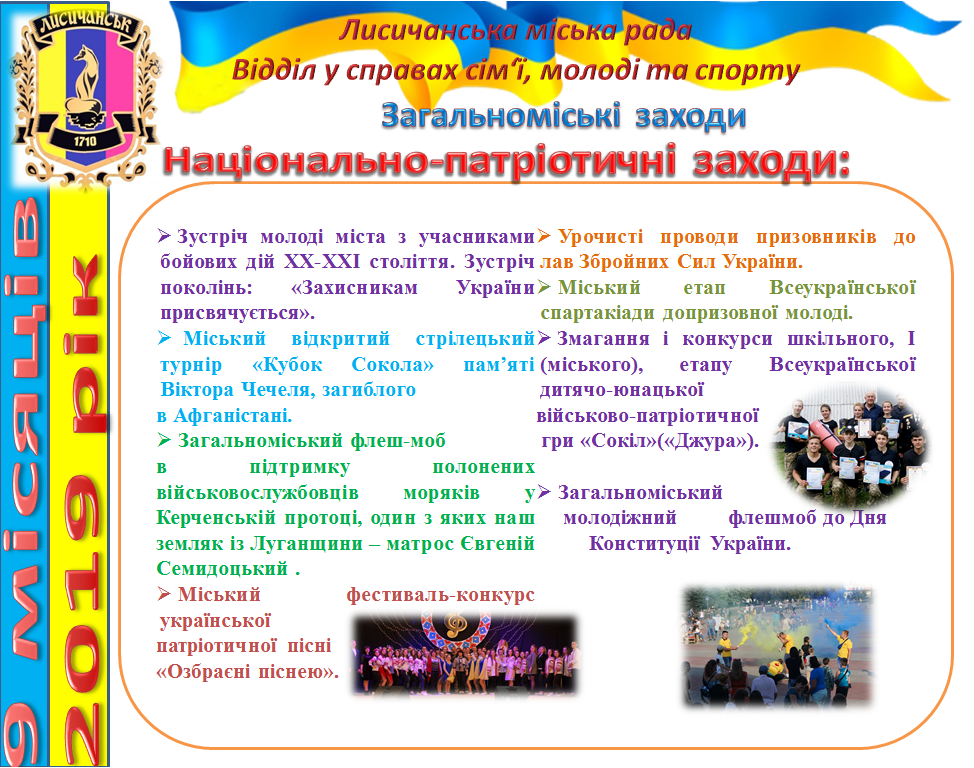 ЛИСИЧАНСЬК
1710
Лисичанська міська рада
Відділ у справах сім‘ї, молоді та спорту
Загальноміські заходи
Національно-патріотичні заходи:
9 місяців
2019 рік
Зустріч молоді міста з учасниками
бойових дій ХХ-ХХІ століття. Зустріч
поколінь: «Захисникам України
присвячується».
Міський відкритий стрілецький
турнір «Кубок Сокола» пам’яті
Віктора Чечеля, загиблого
в Афганістані.
Загальноміський флеш-моб
в підтримку полонених
військовослужбовців моряків у
Керченській протоці, один з яких наш
земляк із Луганщини – матрос Євгеній
Семидоцький .
Міський фестиваль-конкурс
української
патріотичної пісні
«Озбраєні піснею».
Урочисті проводи призовників до
лав Збройних Сил України.
Міський етап Всеукраїнської
спартакіади допризовної молоді.
Змагання і конкурси шкільного, І
(міського), етапу Всеукраїнської
дитячо-юнацької
військово-патріотичної
гри «Сокіл»(«Джура»).
Загальноміський
молодіжний флешмоб до Дня
Конституції України.